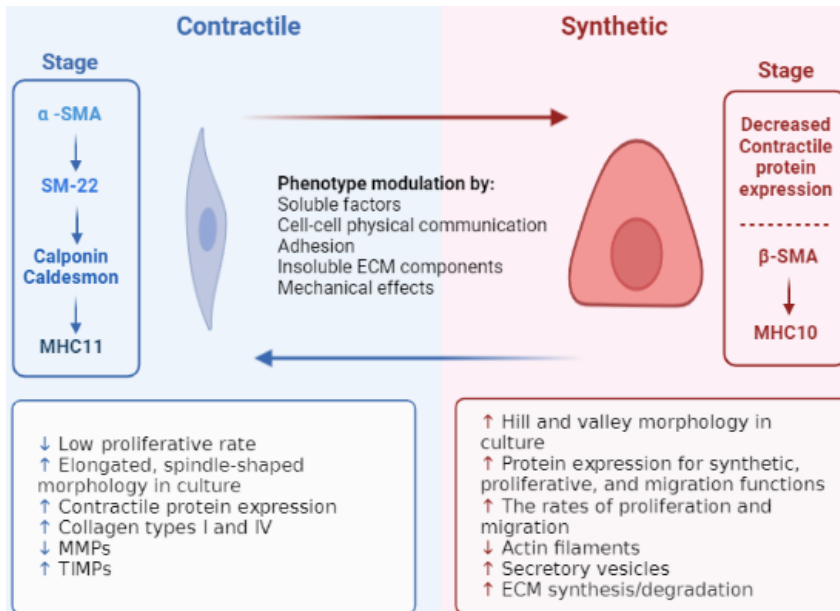 Contractile
Synthetic
Stage
α -SMA
SM-22
Calponin
Caldesmon
MHC11
Phenotype modulation by:
Soluble factors
Cell-cell physical communication
Adhesion
Insoluble ECM components
Mechanical effects
Stage
Decreased
Contractile
protein
expression
β-SMA
MHC10
↓ Low proliferative rate
↑ Elongated, spindle-shaped
morphology in culture
↑ Contractile protein expression
↑ Collagen types I and IV
↓ MMPs
↑ TIMPs
↑ Hill and valley morphology in
culture
↑ Protein expression for synthetic,
proliferative, and migration functions
↑ The rates of proliferation and
migration
↓ Actin filaments
↑ Secretory vesicles
↑ ECM synthesis/degradation